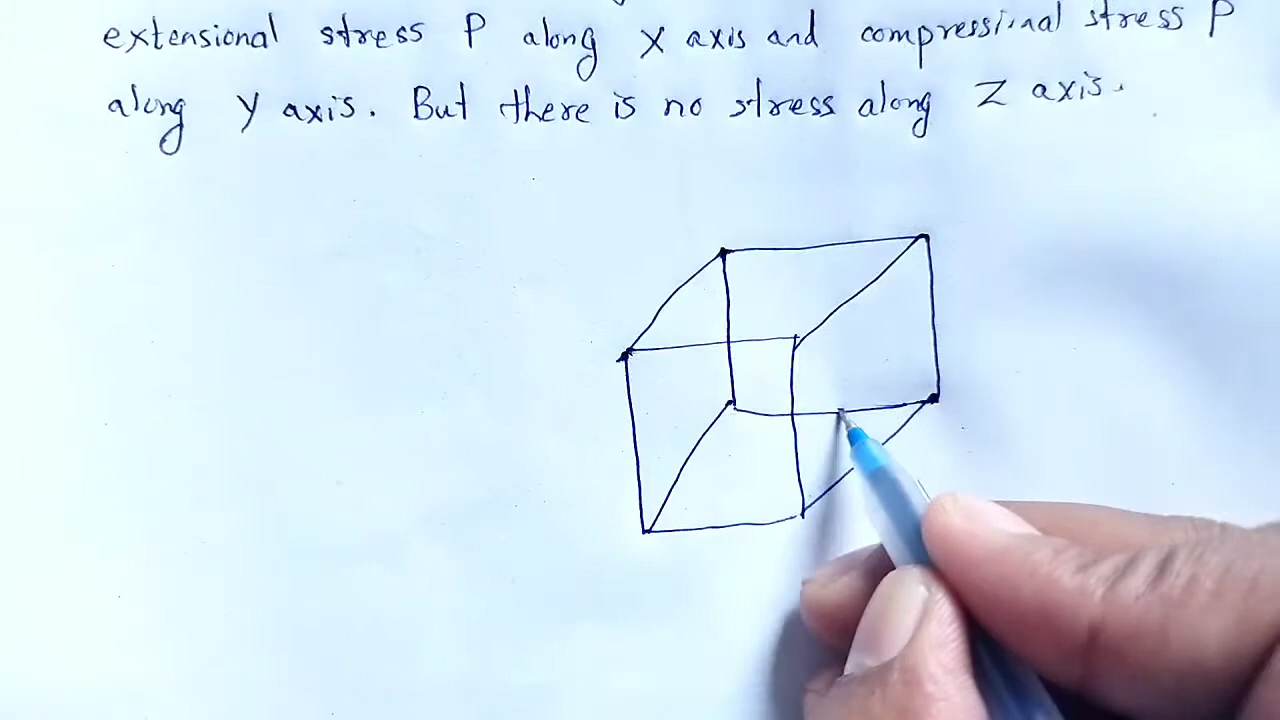 extensional stress P along X axis and compressional stress P
along Y axis. But there is no stress along Z axis.